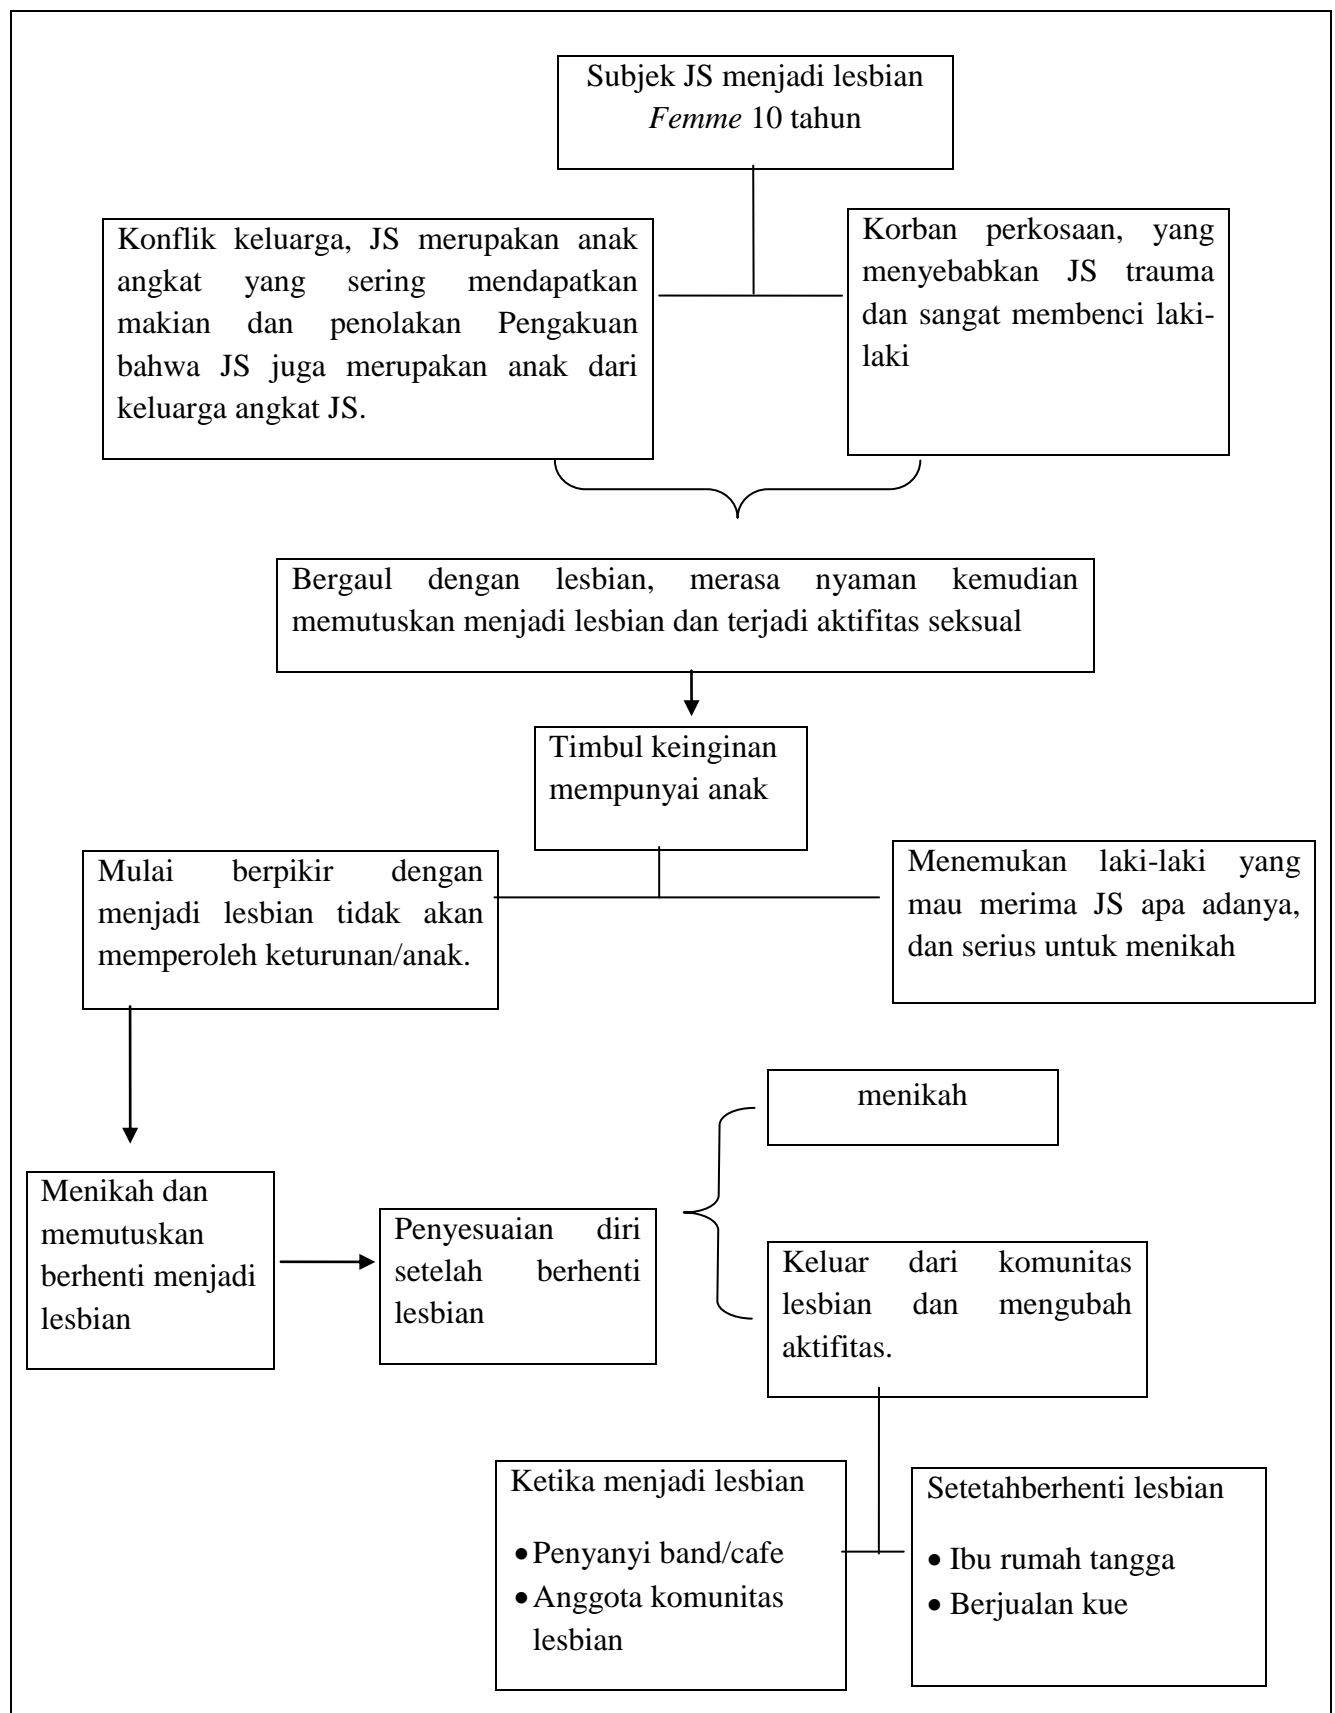 Subjek JS menjadi lesbian
Femme 10 tahun
Konflik keluarga, JS merupakan anak
angkat yang sering mendapatkan
makian dan penolakan Pengakuan
bahwa JS juga merupakan anak dari
keluarga angkat JS.
Korban perkosaan, yang
menyebabkan JS trauma
dan sangat membenci laki-
laki
Bergaul dengan lesbian, merasa nyaman kemudian
memutuskan menjadi lesbian dan terjadi aktifitas seksual
Timbul keinginan
mempunyai anak
Mulai berpikir dengan
menjadi lesbian tidak akan
memperoleh keturunan/anak.
Menemukan laki-laki yang
mau merima JS apa adanya,
dan serius untuk menikah
menikah
Menikah dan
memutuskan
berhenti menjadi
lesbian
Penyesuaian diri
setelah berhenti
lesbian
Keluar dari komunitas
lesbian dan mengubah
aktifitas.
Ketika menjadi lesbian
• Penyanyi band/cafe
• Anggota komunitas
lesbian
Setetahberhenti lesbian
• Ibu rumah tangga
• Berjualan kue